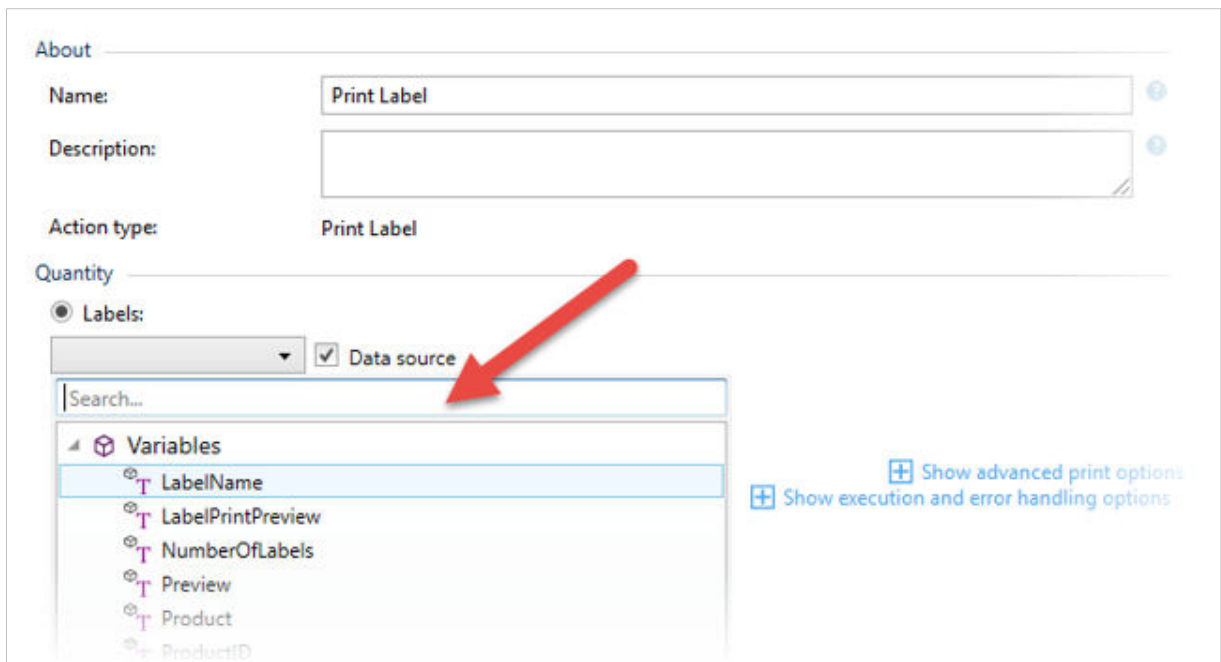 About
Name: Print Label
Description:
Action type: Print Label
Quantity
Labels:
Data source
Search...
Variables
LabelName
Show advanced print options
LabelPrintPreview
Show execution and error handling options
NumberOfLabels
Preview
Product
ProductID